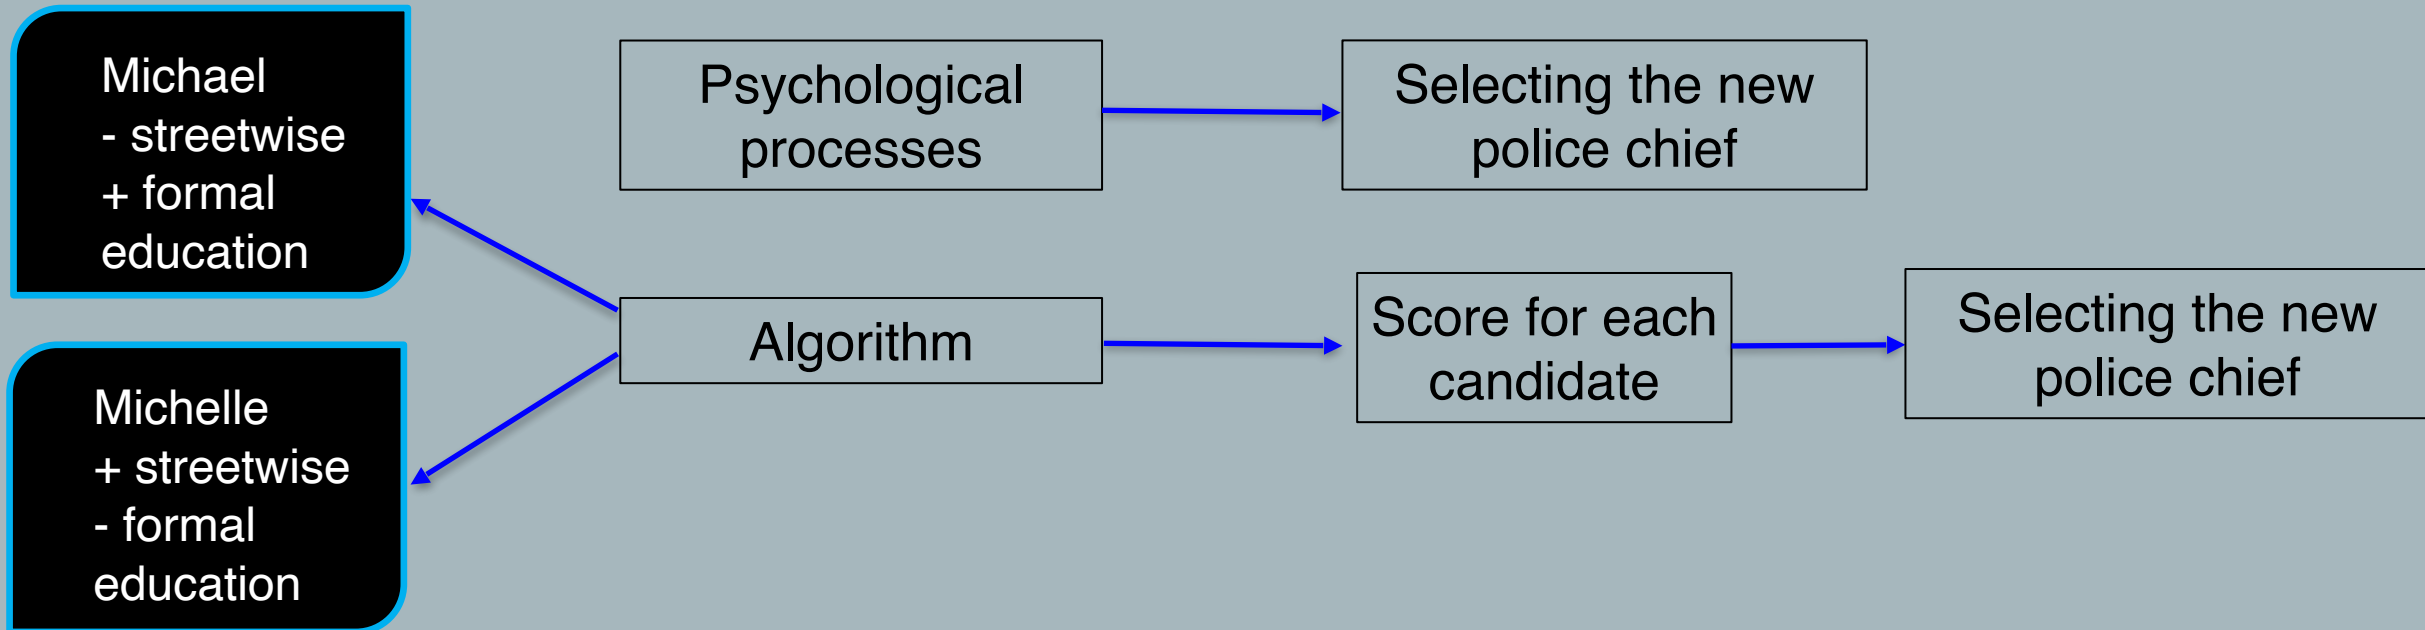 Michael
- streetwise
+ formal
education
Psychological
processes
Selecting the new
police chief
Michelle
+ streetwise
- formal
education
Algorithm
Score for each
candidate
Selecting the new
police chief